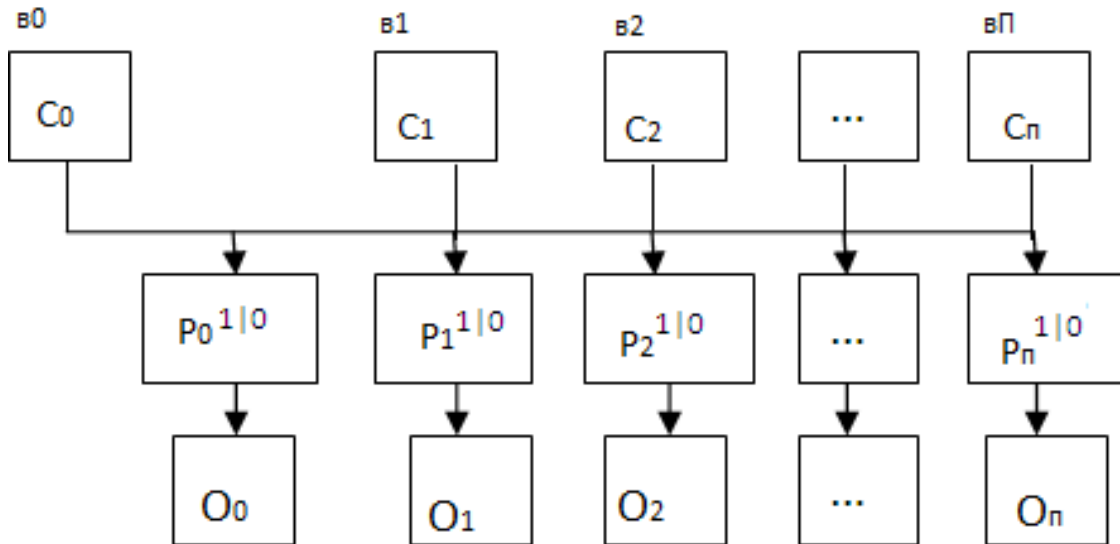 в0 в1 в2 вП
C0 C1 C2 ... Cп
P0 1|0 P1 1|0 P2 1|0 ... Pп 1|0
O0 O1 O2 ... Oп